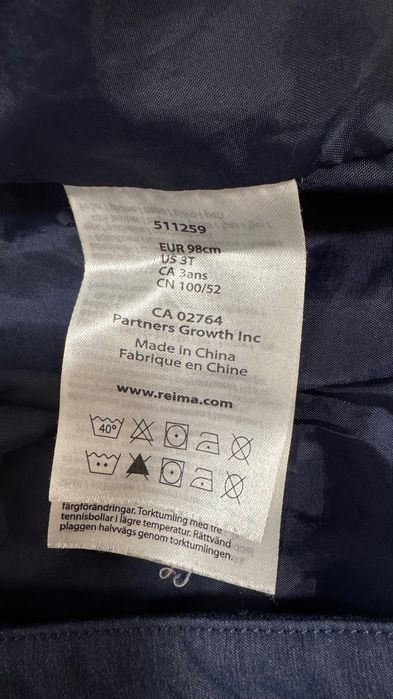 511259
EUR 98cm
US 3T
CA 3ans
CN 100/52
CA 02764
Partners Growth Inc
Made in China
Fabrique en Chine
www.reima.com
40°
färgförändringar. Torktumling med tre
tennisbollar i lägre temperatur. Rättvänd
plaggen halvvägs genom torktumlingen.